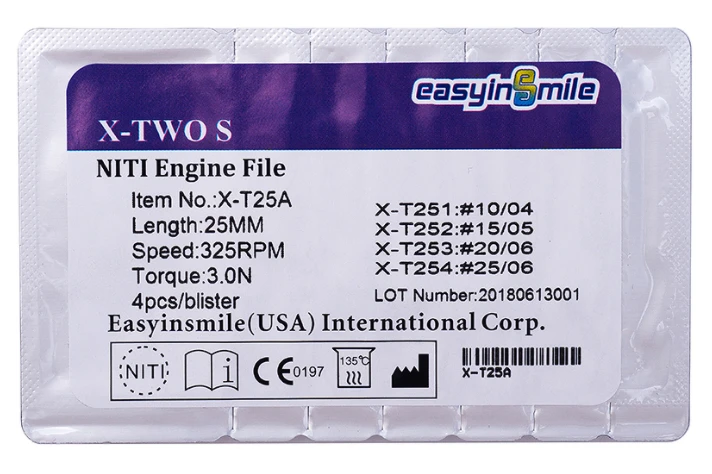 easyinSmile
X-TWO S
NITI Engine File
Item No.:X-T25A
Length:25MM
Speed:325RPM
Torque:3.0N
4pcs/blister
X-T251:#10/04
X-T252:#15/05
X-T253:#20/06
X-T254:#25/06
LOT Number:20180613001
Easyinsmile(USA) International Corp.
NITI
i
CE0197
135℃
X-T25A